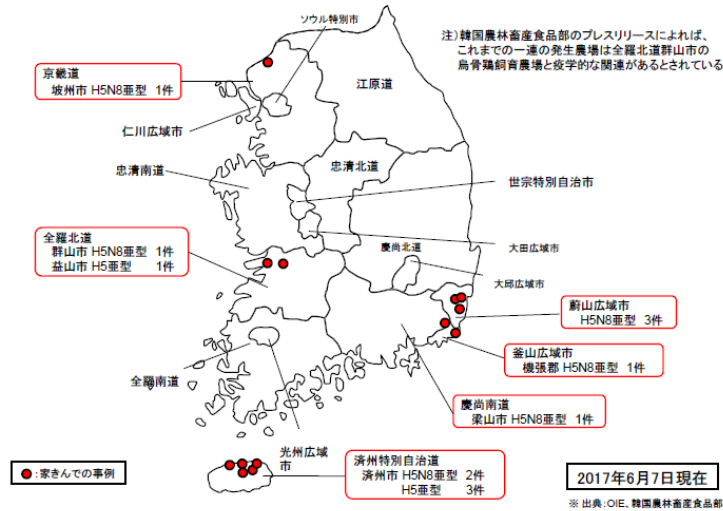 ソウル特別市
注）韓国農林畜産食品部のプレスリリースによれば、
これまでの一連の発生農場は全羅北道群山市の
烏骨鶏飼育農場と疫学的な関連があるとされている
京畿道
坡州市 H5N8亜型 1件
江原道
仁川広域市
忠清南道
忠清北道
世宗特別自治市
全羅北道
群山市 H5N8亜型 1件
益山市 H5亜型 1件
慶尚北道
大田広域市
大邱広域市
蔚山広域市
H5N8亜型 3件
釜山広域市
機張郡 H5N8亜型 1件
全羅南道
慶尚南道
梁山市 H5N8亜型 1件
光州広域
市
済州特別自治道
済州市 H5N8亜型 2件
H5亜型 3件
：家きんでの事例
2017年6月7日現在
※ 出典：OIE、韓国農林畜産食品部